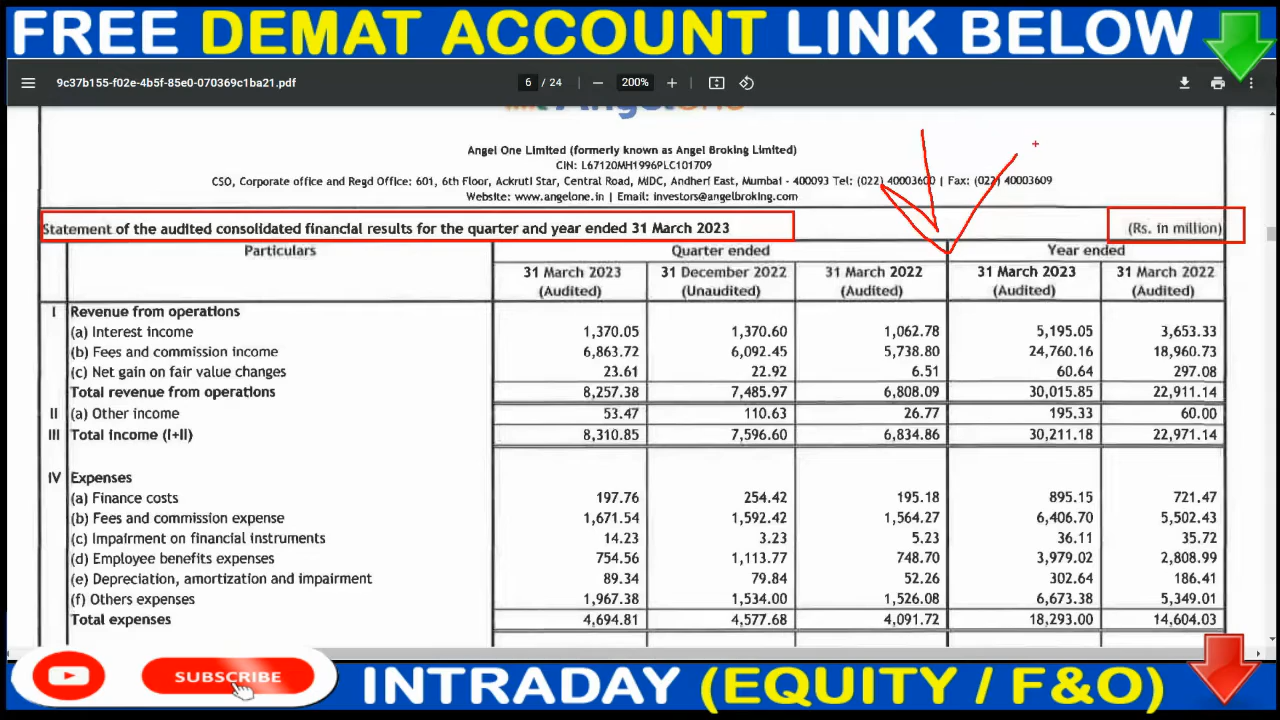 FREE DEMAT ACCOUNT LINK BELOW
9c37b155-f02e-4b5f-85e0-070369c1ba21.pdf 6 / 24 — 200% +
Angel One Limited (formerly known as Angel Broking Limited)
CIN: L67120MH1996PLC101709
CSO, Corporate office and Regd Office: 601, 6th Floor, Ackruti Star, Central Road, MIDC, Andheri East, Mumbai - 400093 Tel: (022) 40003600 | Fax: (022) 40003609
Website: www.angelone.in | Email: investors@angelbroking.com
Statement of the audited consolidated financial results for the quarter and year ended 31 March 2023 (Rs. in million)
Particulars Quarter ended Year ended
31 March 2023 31 December 2022 31 March 2022 31 March 2023 31 March 2022
(Audited) (Unaudited) (Audited) (Audited) (Audited)
I Revenue from operations
(a) Interest income 1,370.05 1,370.60 1,062.78 5,195.05 3,653.33
(b) Fees and commission income 6,863.72 6,092.45 5,738.80 24,760.16 18,960.73
(c) Net gain on fair value changes 23.61 22.92 6.51 60.64 297.08
Total revenue from operations 8,257.38 7,485.97 6,808.09 30,015.85 22,911.14
II (a) Other income 53.47 110.63 26.77 195.33 60.00
III Total income (I+II) 8,310.85 7,596.60 6,834.86 30,211.18 22,971.14
IV Expenses
(a) Finance costs 197.76 254.42 195.18 895.15 721.47
(b) Fees and commission expense 1,671.54 1,592.42 1,564.27 6,406.70 5,502.43
(c) Impairment on financial instruments 14.23 3.23 5.23 36.11 35.72
(d) Employee benefits expenses 754.56 1,113.77 748.70 3,979.02 2,808.99
(e) Depreciation, amortization and impairment 89.34 79.84 52.26 302.64 186.41
(f) Others expenses 1,967.38 1,534.00 1,526.08 6,673.38 5,349.01
Total expenses 4,694.81 4,577.68 4,091.72 18,293.00 14,604.03
SUBSCRIBE
INTRADAY (EQUITY / F&O)